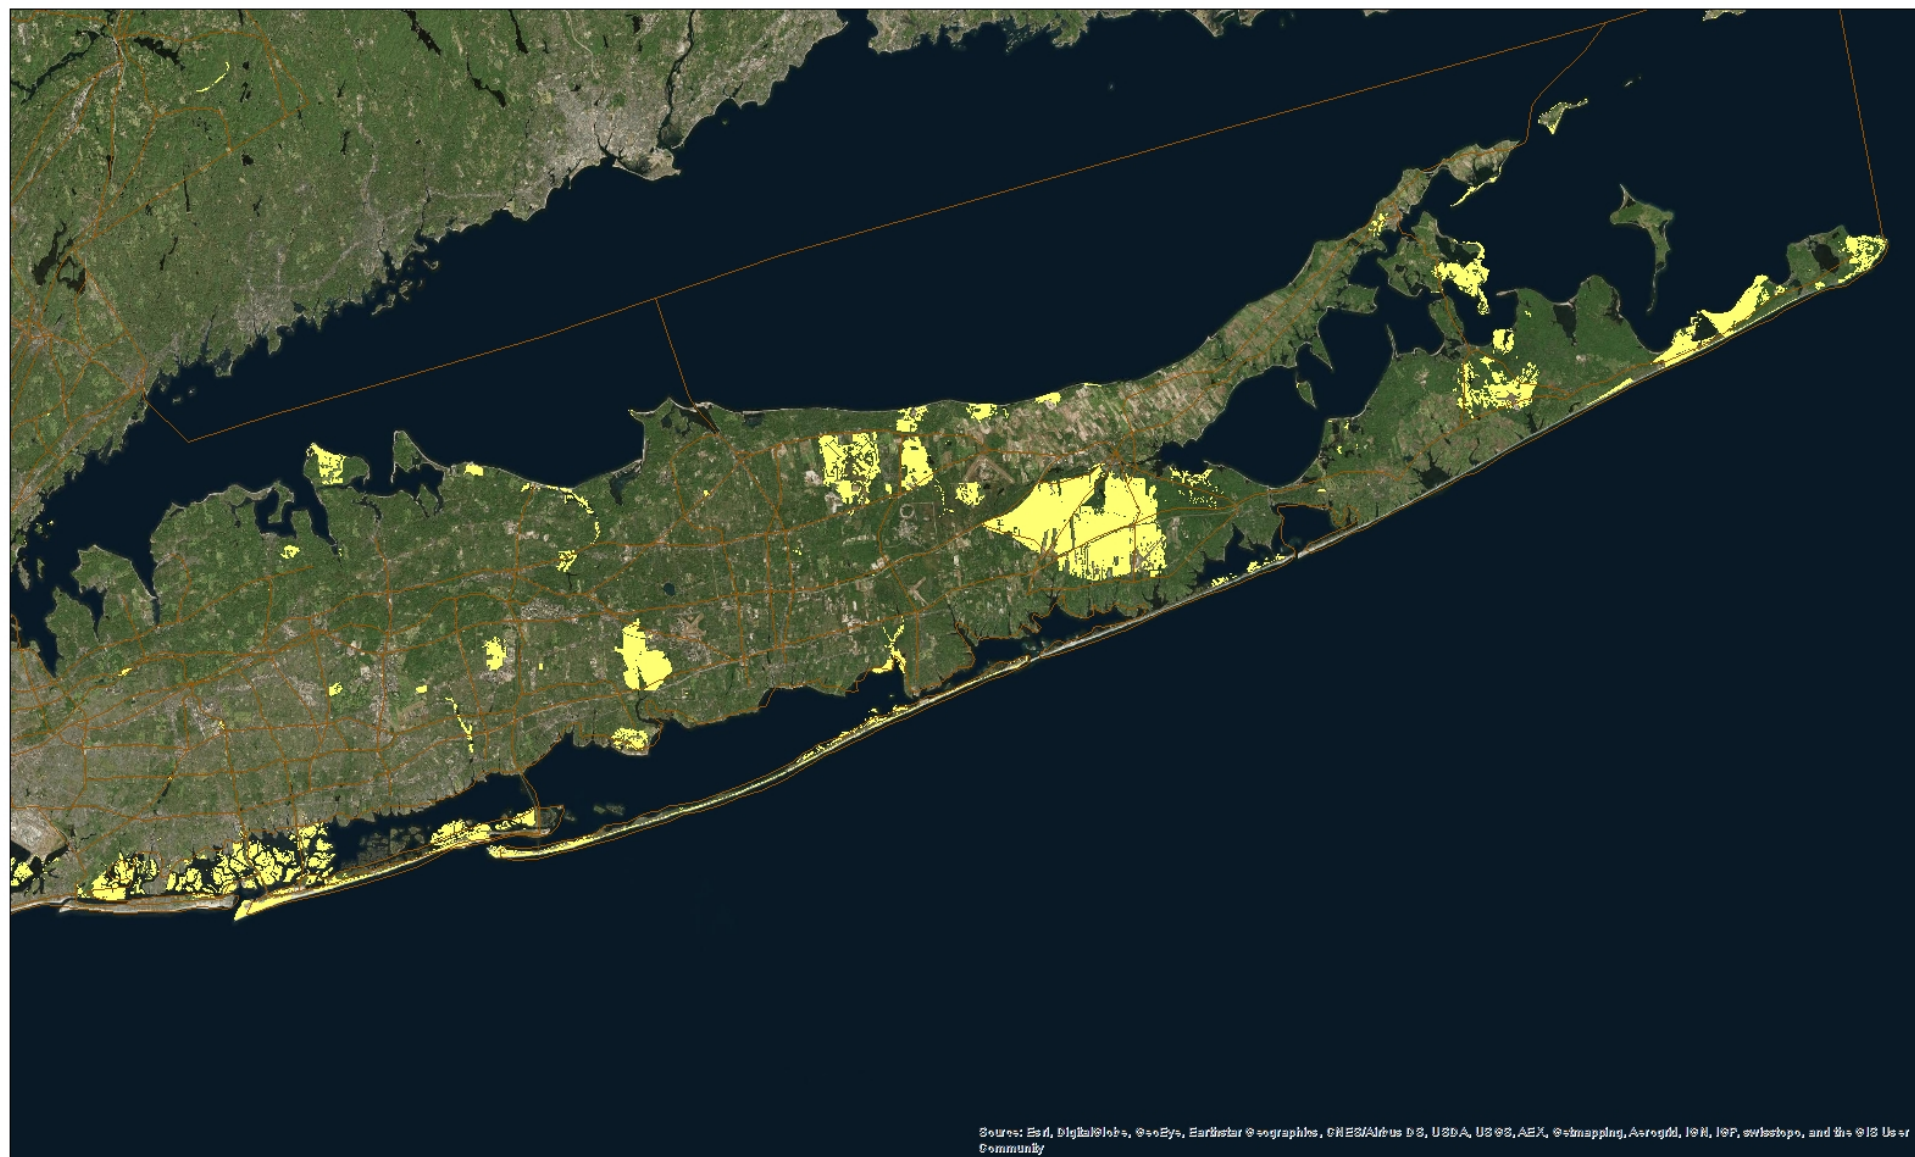 Source: Esri, DigitalGlobe, GeoEye, Earthstar Geographics, CNES/Airbus DS, USDA, USGS, AEX, Getmapping, Aerogrid, IGN, IGP, swisstopo, and the GIS User
Community